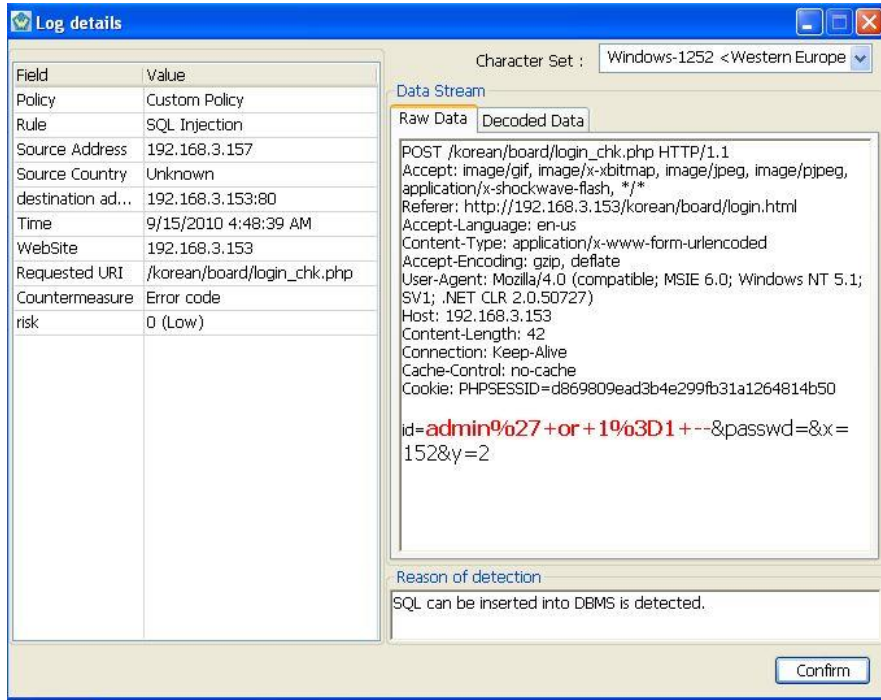 Log details
Character Set :
Windows-1252 <Western Europe
Field Value
Policy Custom Policy
Rule SQL Injection
Source Address 192.168.3.157
Source Country Unknown
destination ad... 192.168.3.153:80
Time 9/15/2010 4:48:39 AM
WebSite 192.168.3.153
Requested URI /korean/board/login_chk.php
Countermeasure Error code
risk 0 (Low)
Data Stream
Raw Data Decoded Data
POST /korean/board/login_chk.php HTTP/1.1
Accept: image/gif, image/x-xbitmap, image/jpeg, image/pjpeg,
application/x-shockwave-flash, */*
Referer: http://192.168.3.153/korean/board/login.html
Accept-Language: en-us
Content-Type: application/x-www-form-urlencoded
Accept-Encoding: gzip, deflate
User-Agent: Mozilla/4.0 (compatible; MSIE 6.0; Windows NT 5.1;
SV1; .NET CLR 2.0.50727)
Host: 192.168.3.153
Content-Length: 42
Connection: Keep-Alive
Cache-Control: no-cache
Cookie: PHPSESSID=d869809ead3b4e299fb31a1264814b50
id=admin%27+or+1%3D1+--&passwd=&x=
152&y=2
Reason of detection
SQL can be inserted into DBMS is detected.
Confirm